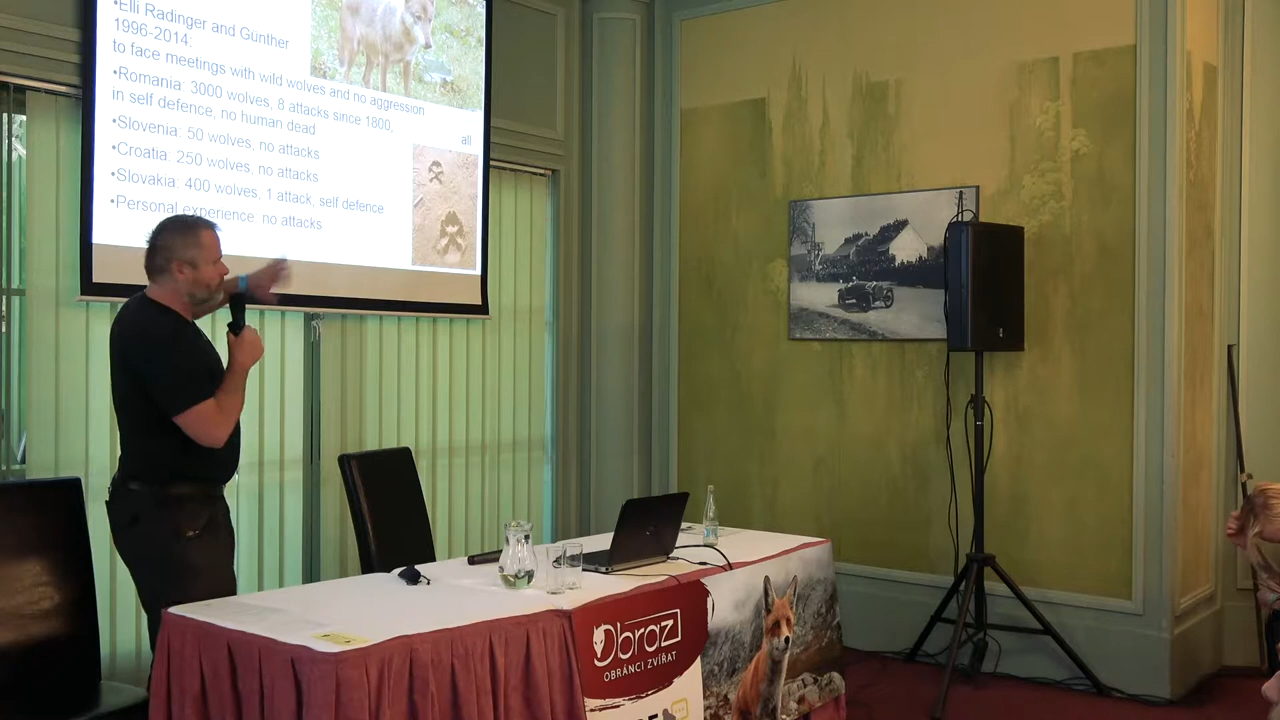 •Elli Radinger and Günther
1996-2014:
to face meetings with wild wolves and no aggression
•Romania: 3000 wolves, 8 attacks since 1800,
in self defence, no human dead
all
•Slovenia: 50 wolves, no attacks
•Croatia: 250 wolves, no attacks
•Slovakia: 400 wolves, 1 attack, self defence
•Personal experience no attacks
Obraz
OBRÁNCI ZVÍŘAT